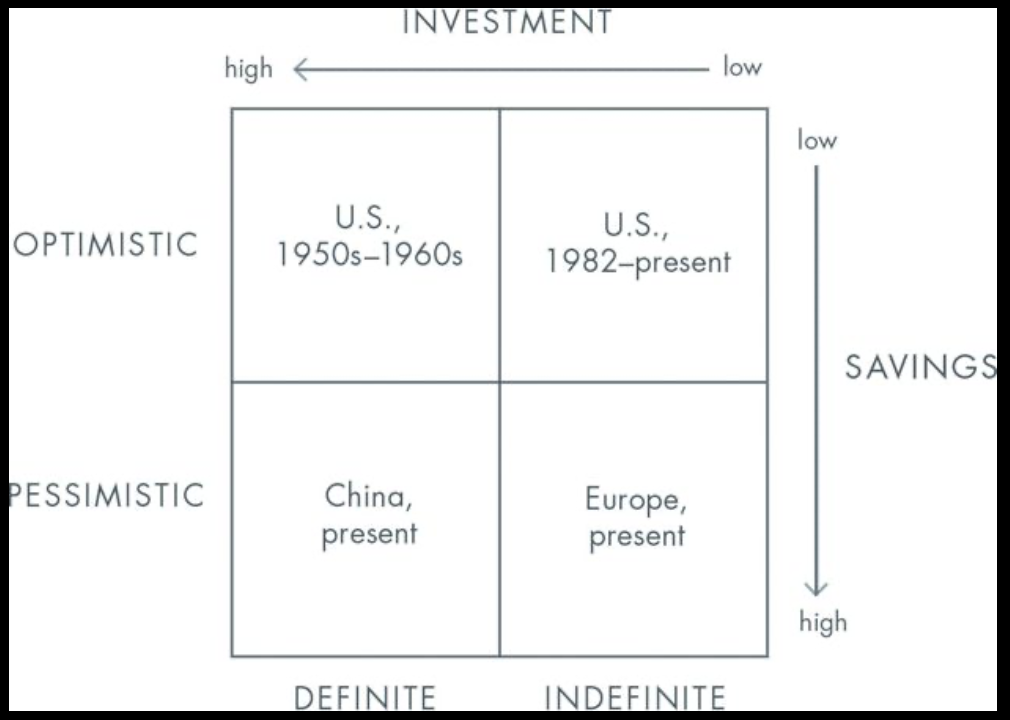 INVESTMENT
high
low
low
OPTIMISTIC
U.S.,
1950s–1960s
U.S.,
1982–present
SAVINGS
PESSIMISTIC
China,
present
Europe,
present
high
DEFINITE
INDEFINITE